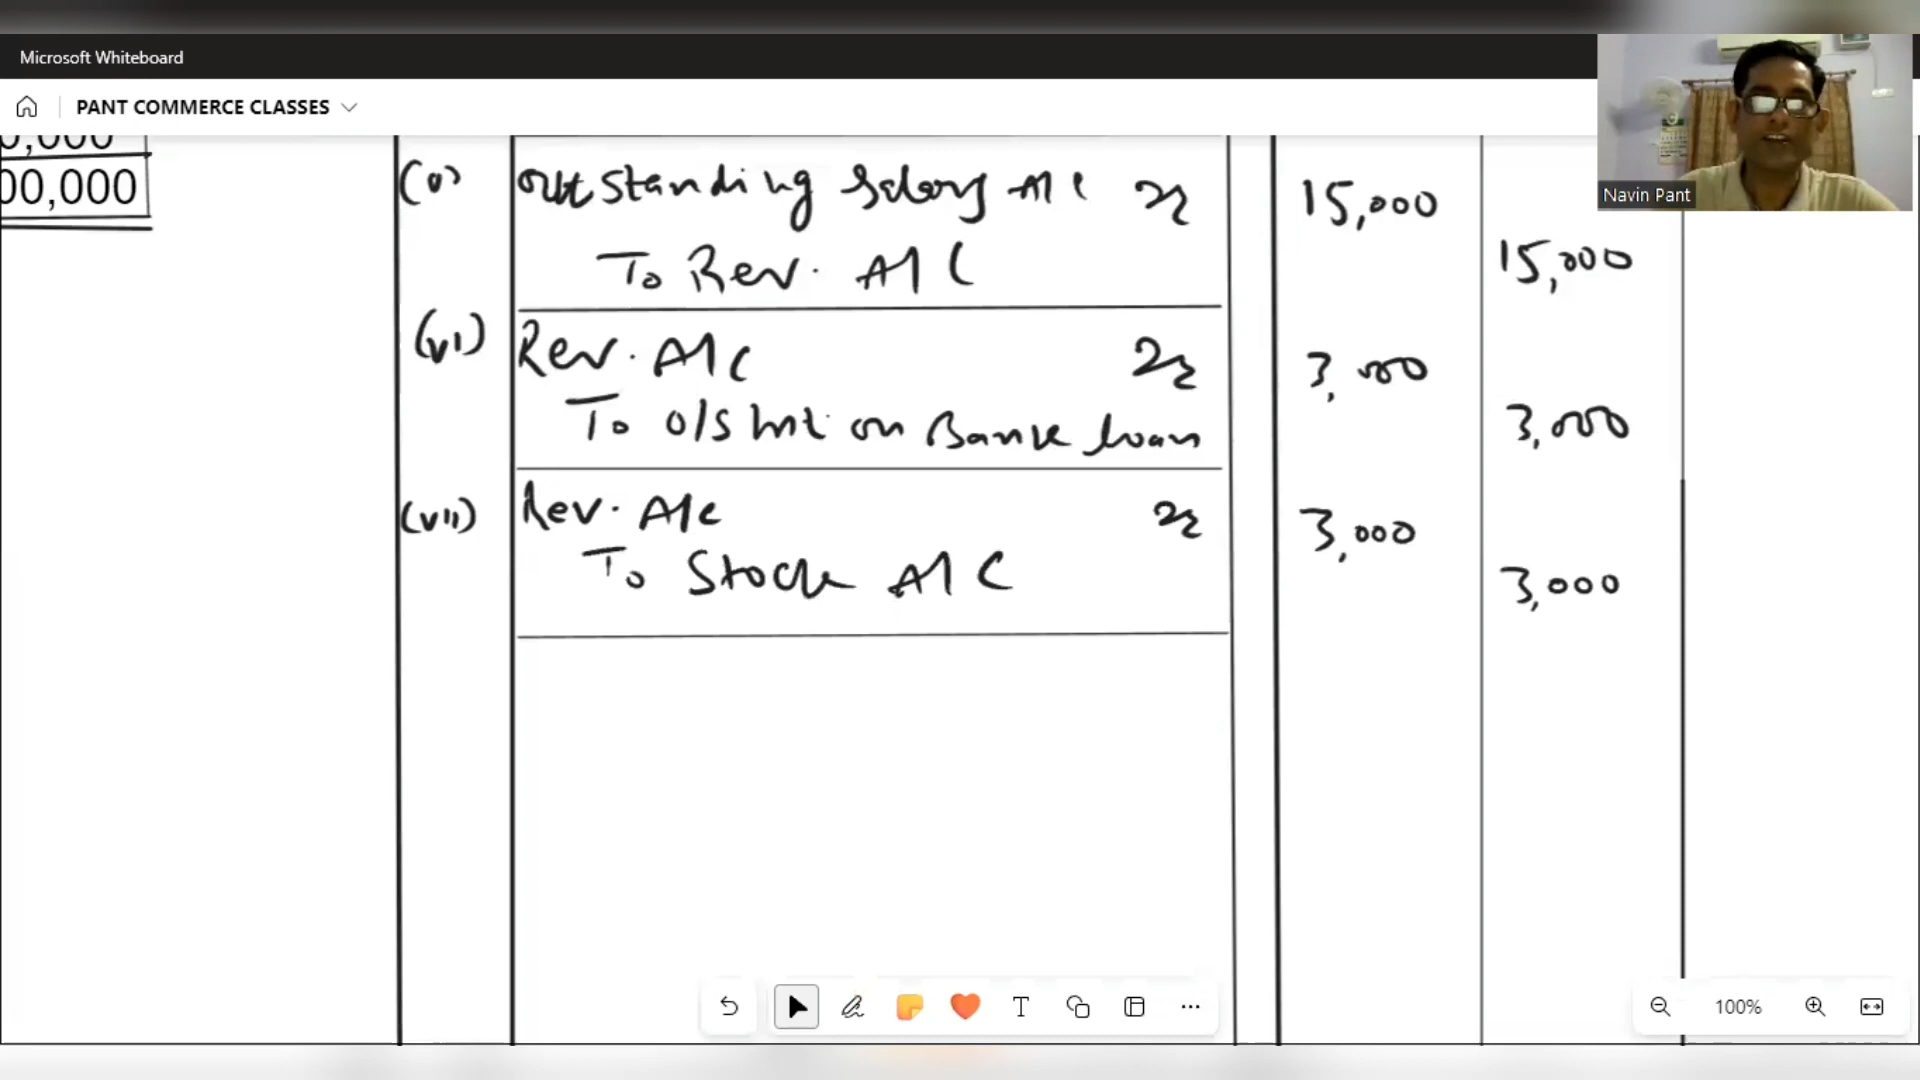 Microsoft Whiteboard
PANT COMMERCE CLASSES
Navin Pant
0,000
00,000
(v) Outstanding Salary A/C Dr 15,000
To Rev. A/C 15,000
(vi) Rev. A/C Dr 3,000
To O/S Int on Bank loan 3,000
(vii) Rev. A/c Dr 3,000
To Stock A/C 3,000
T
100%